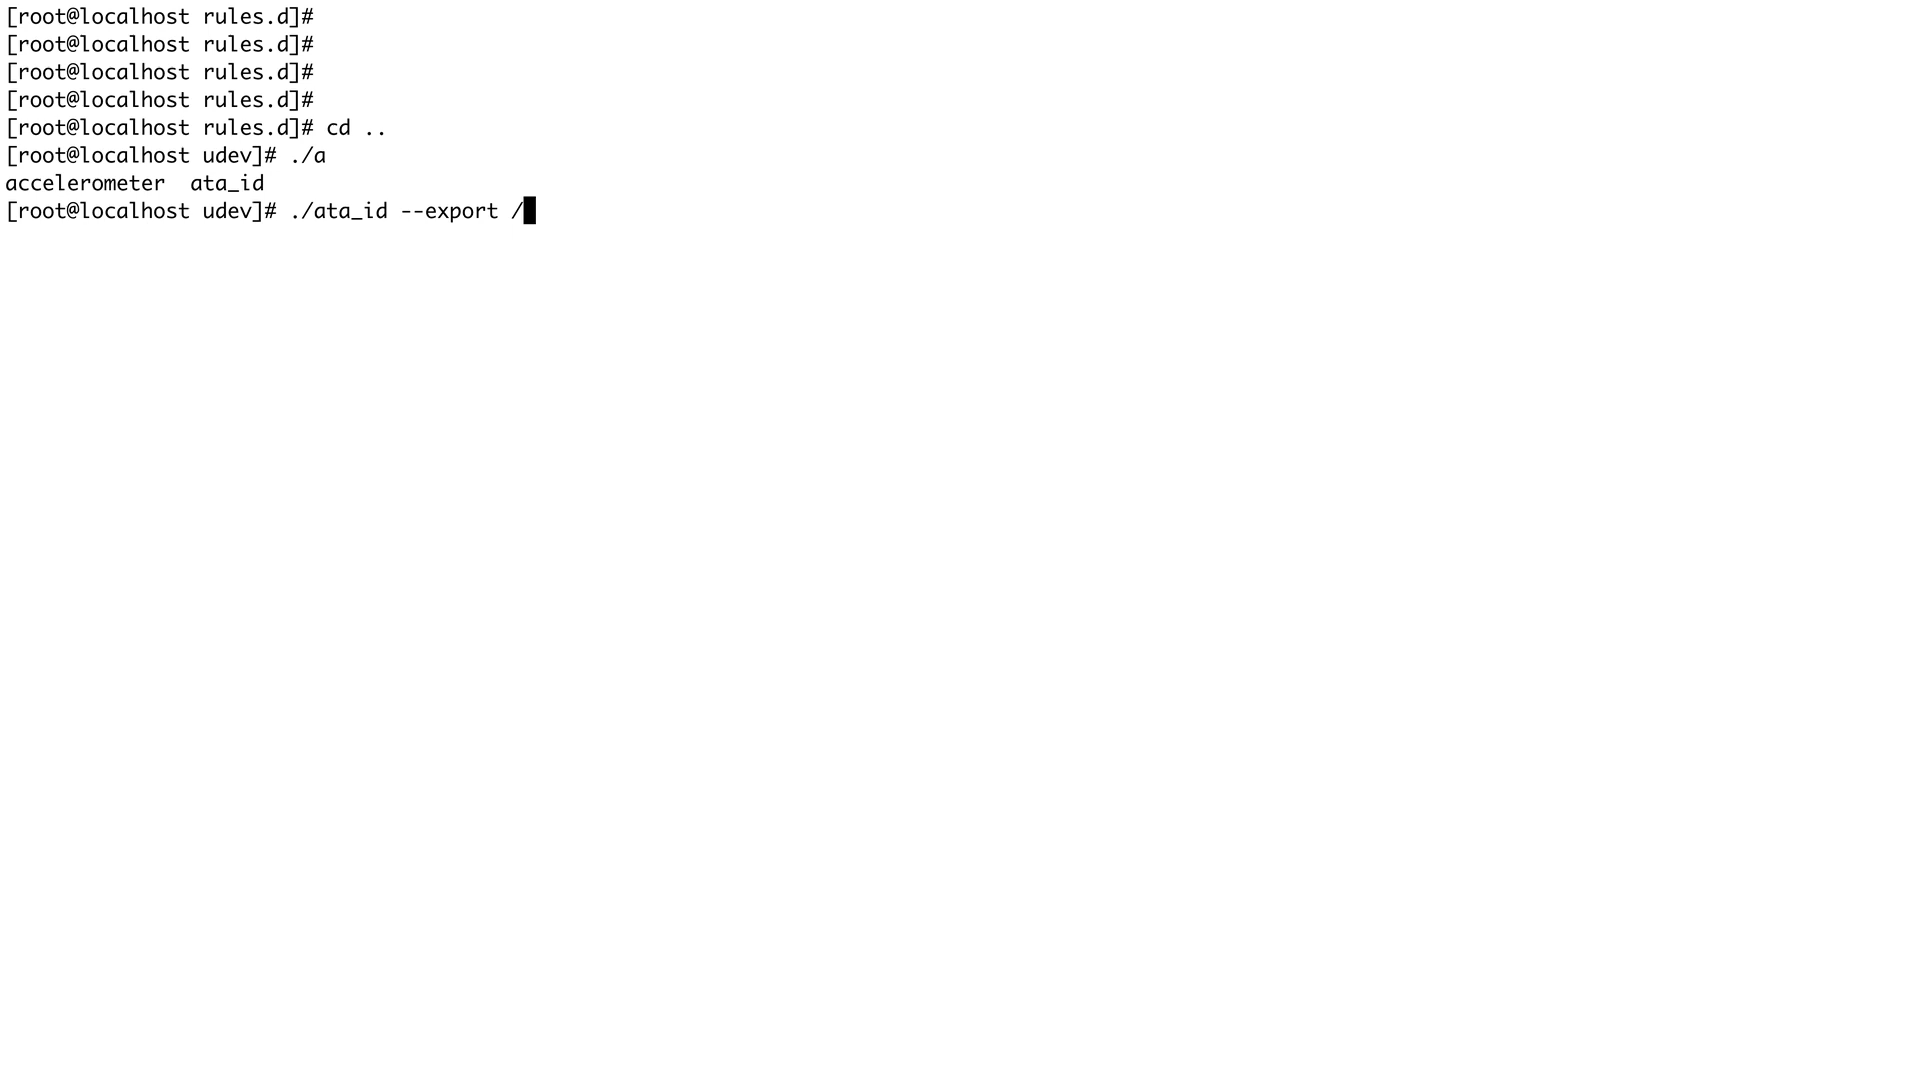 [root@localhost rules.d]#
[root@localhost rules.d]#
[root@localhost rules.d]#
[root@localhost rules.d]#
[root@localhost rules.d]# cd ..
[root@localhost udev]# ./a
accelerometer  ata_id
[root@localhost udev]# ./ata_id --export /